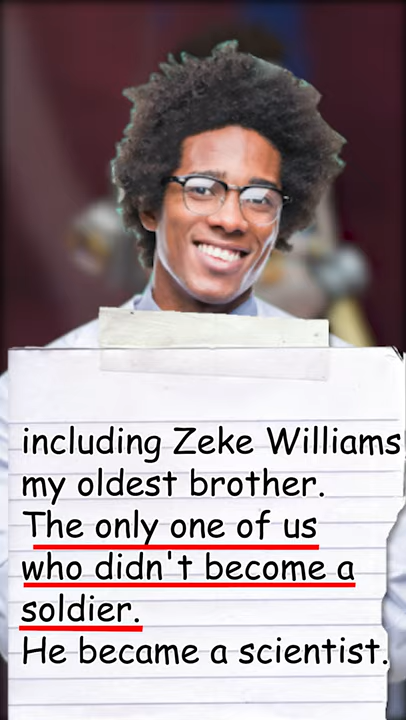 including Zeke Williams
my oldest brother.
The only one of us
who didn't become a
soldier.
He became a scientist.